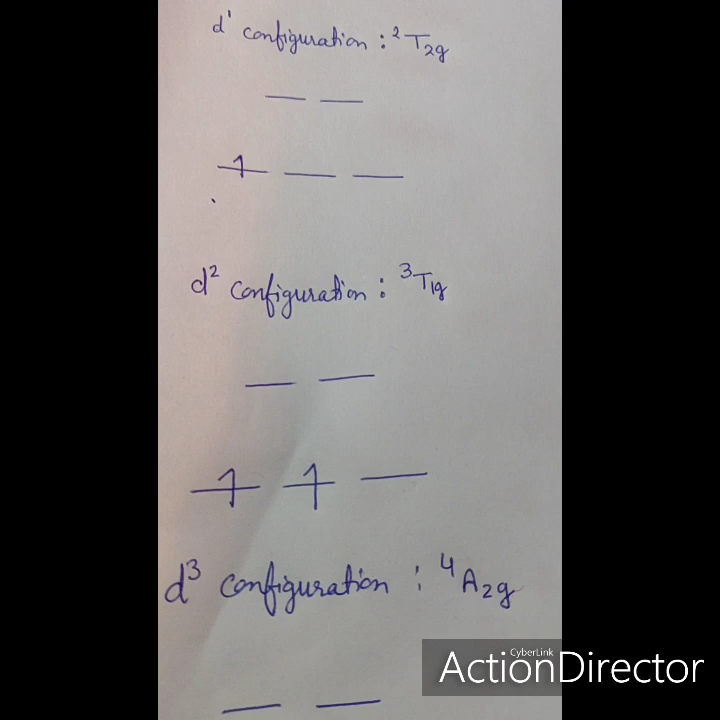 d¹ configuration : ²T₂g
d² configuration : ³T₁g
d³ configuration : ⁴A₂g
CyberLink
ActionDirector